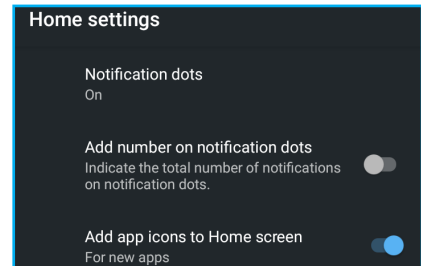 Home settings
Notification dots
On
Add number on notification dots
Indicate the total number of notifications
on notification dots.
Add app icons to Home screen
For new apps